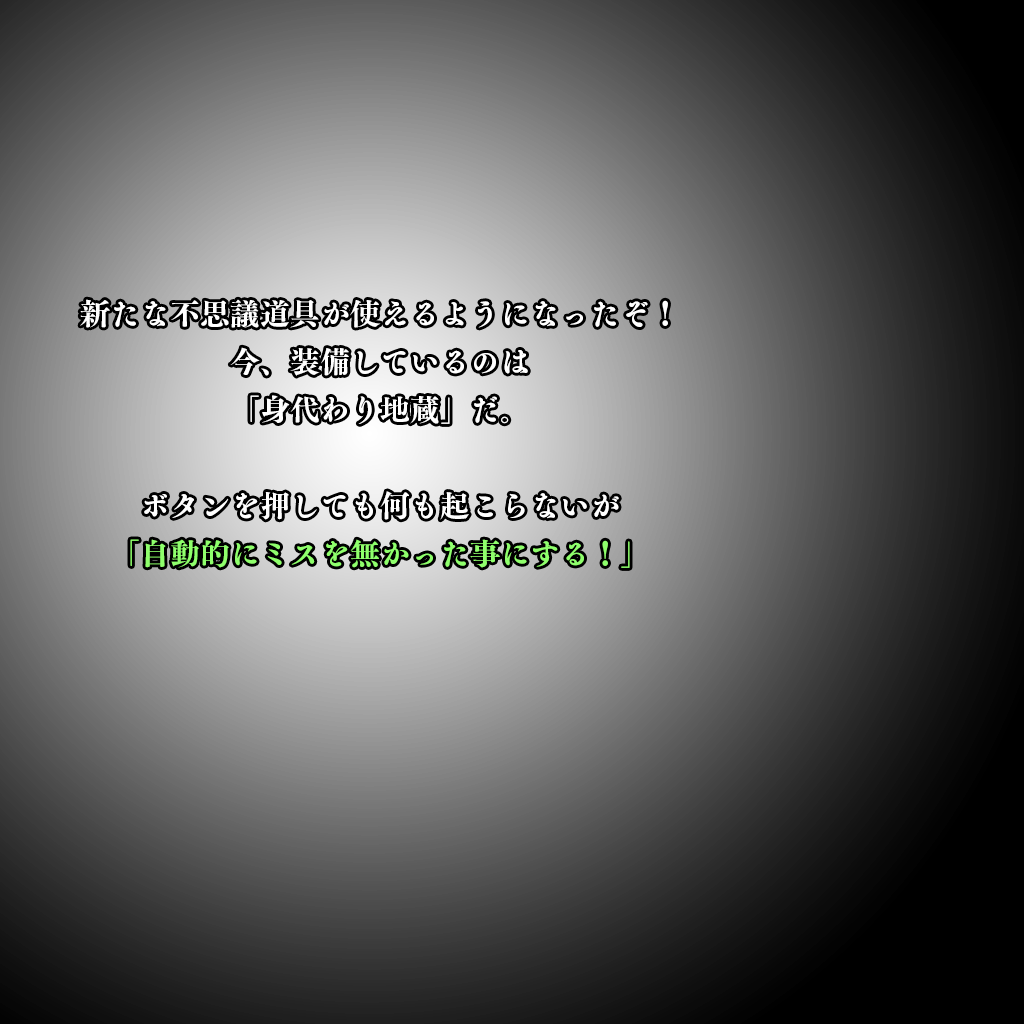 新たな不思議道具が使えるようになったぞ！
今、装備しているのは
「身代わり地蔵」だ。
ボタンを押しても何も起こらないが
「自動的にミスを無かった事にする！」